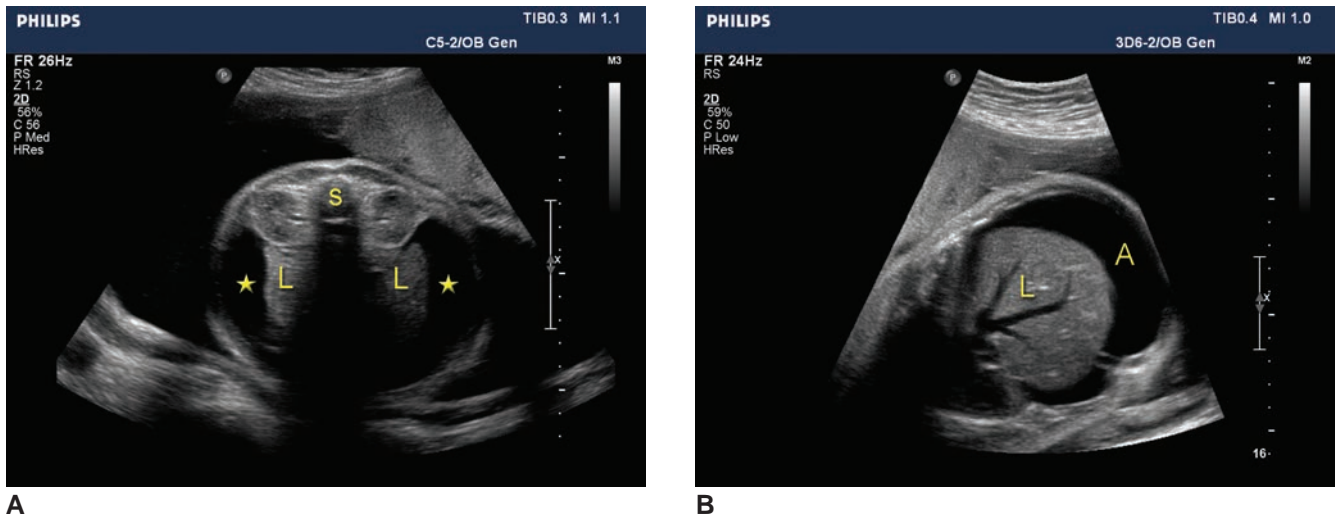 PHILIPS
TIB0.3 MI 1.1
C5-2/OB Gen
FR 26Hz
RS
Z 1.2
2D
56%
C 56
P Med
HRes
M3
P
S
L L
x
A
PHILIPS
TIB0.4 MI 1.0
3D6-2/OB Gen
FR 24Hz
RS
2D
59%
C 50
P Low
HRes
M2
P
A
L
x
16
B